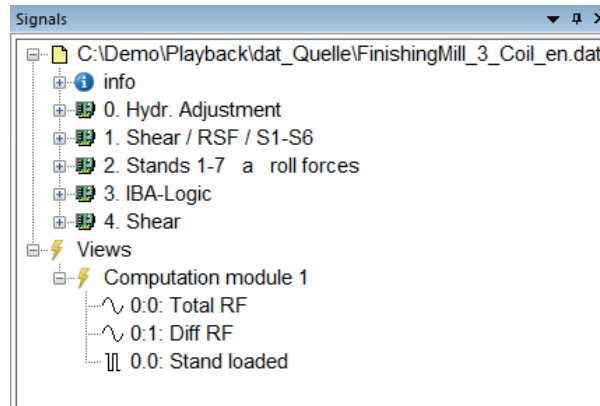 Signals
C:\Demo\Playback\dat_Quelle\FinishingMill_3_Coil_en.dat
info
0. Hydr. Adjustment
1. Shear / RSF / S1-S6
2. Stands 1-7 a roll forces
3. IBA-Logic
4. Shear
Views
Computation module 1
0:0: Total RF
0:1: Diff RF
0.0: Stand loaded